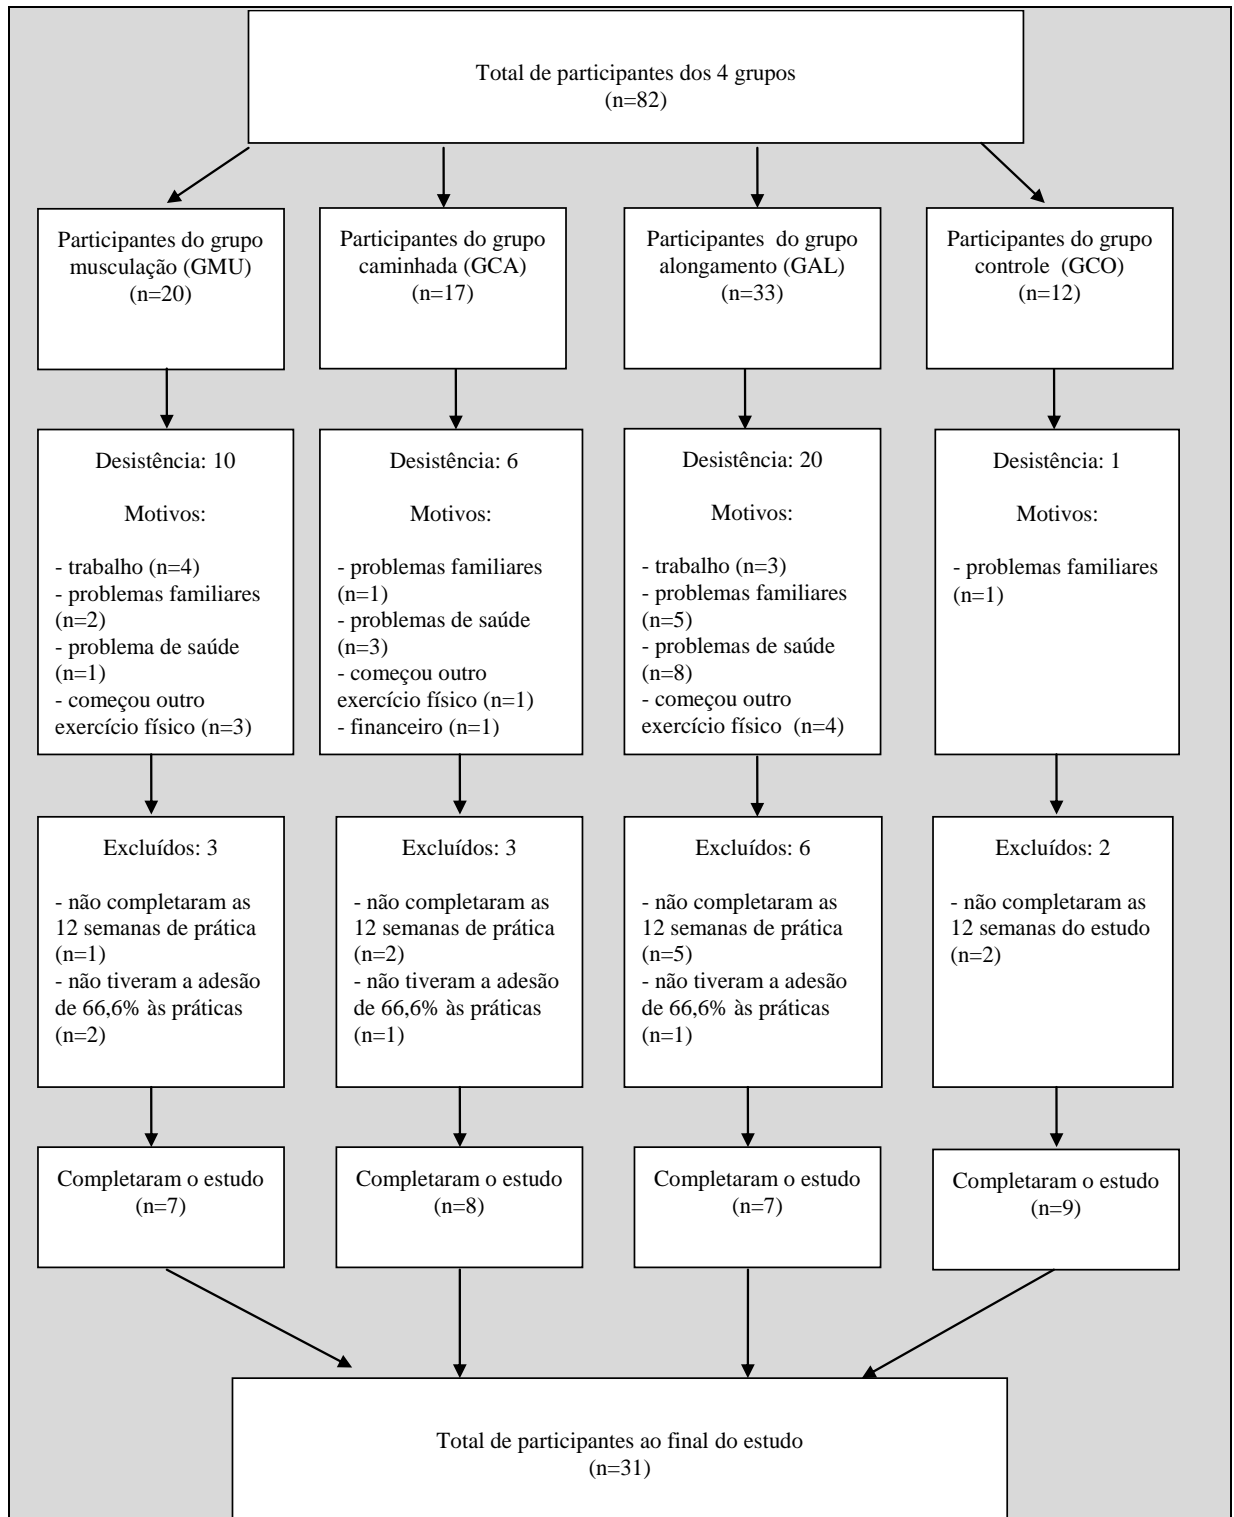 Total de participantes dos 4 grupos
(n=82)
Participantes do grupo
musculação (GMU)
(n=20)
Participantes do grupo
caminhada (GCA)
(n=17)
Participantes do grupo
alongamento (GAL)
(n=33)
Participantes do grupo
controle (GCO)
(n=12)
Desistência: 10
Motivos:
- trabalho (n=4)
- problemas familiares
(n=2)
- problema de saúde
(n=1)
- começou outro
exercício físico (n=3)
Desistência: 6
Motivos:
- problemas familiares
(n=1)
- problemas de saúde
(n=3)
- começou outro
exercício físico (n=1)
- financeiro (n=1)
Desistência: 20
Motivos:
- trabalho (n=3)
- problemas familiares
(n=5)
- problemas de saúde
(n=8)
- começou outro
exercício físico (n=4)
Desistência: 1
Motivos:
- problemas familiares
(n=1)
Excluídos: 3
- não completaram as
12 semanas de prática
(n=1)
- não tiveram a adesão
de 66,6% às práticas
(n=2)
Excluídos: 3
- não completaram as
12 semanas de prática
(n=2)
- não tiveram a adesão
de 66,6% às práticas
(n=1)
Excluídos: 6
- não completaram as
12 semanas de prática
(n=5)
- não tiveram a adesão
de 66,6% às práticas
(n=1)
Excluídos: 2
- não completaram as
12 semanas do estudo
(n=2)
Completaram o estudo
(n=7)
Completaram o estudo
(n=8)
Completaram o estudo
(n=7)
Completaram o estudo
(n=9)
Total de participantes ao final do estudo
(n=31)